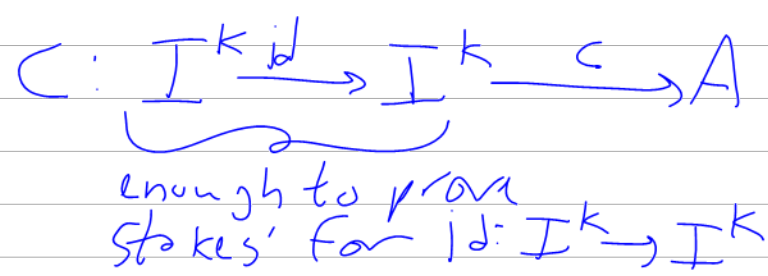 C: I^k id→ I^k c→ A
enough to prove
Stokes' for id: I^k → I^k